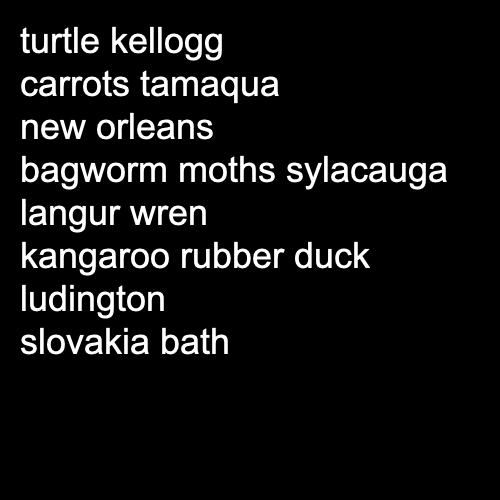 turtle kellogg
carrots tamaqua
new orleans
bagworm moths sylacauga
langur wren
kangaroo rubber duck
ludington
slovakia bath